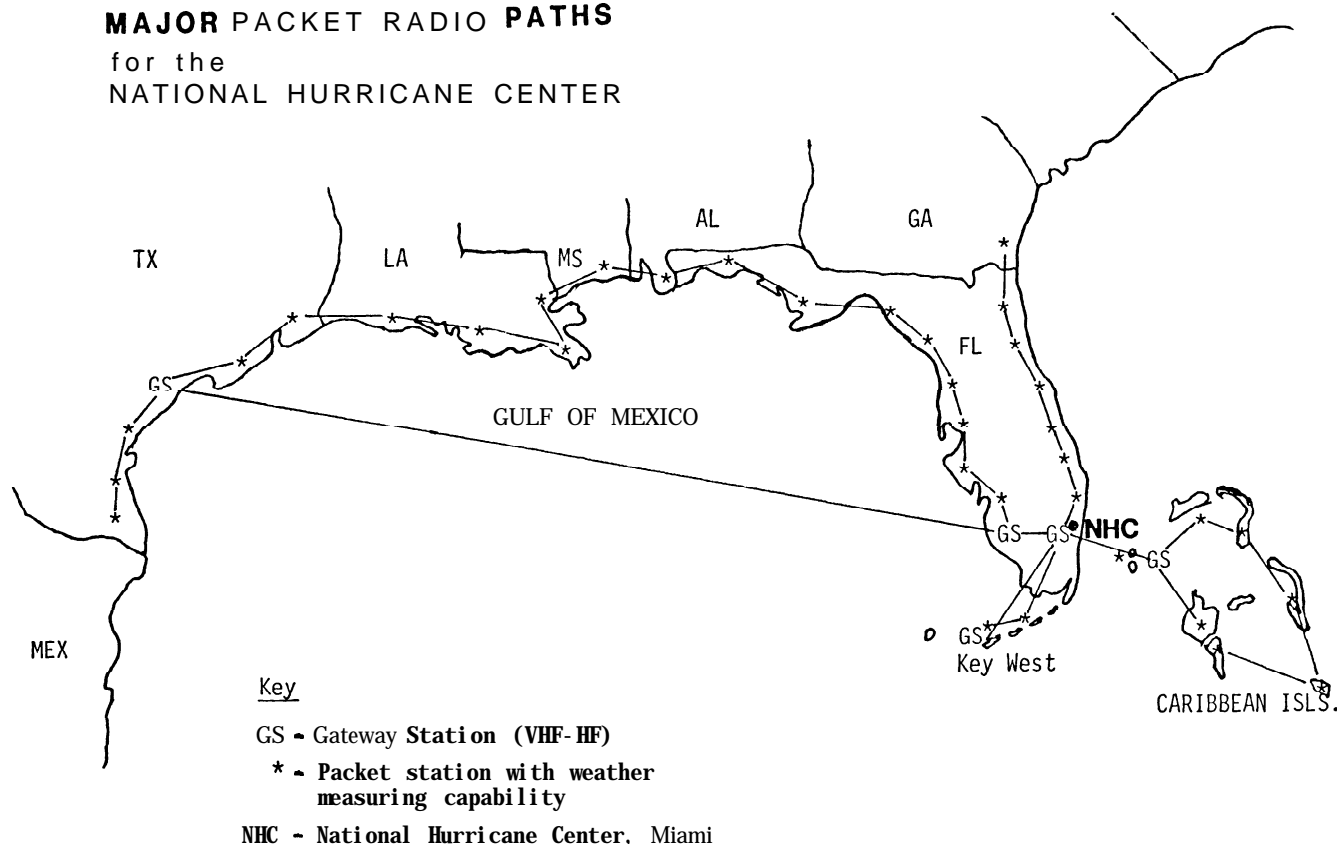 MAJOR PACKET RADIO PATHS
for the
NATIONAL HURRICANE CENTER
TX
LA
MS
AL
GA
FL
GS
GULF OF MEXICO
GS
GS
NHC
GS
MEX
GS
Key West
CARIBBEAN ISLS.
Key
GS - Gateway Station (VHF-HF)
* - Packet station with weather
measuring capability
NHC - National Hurricane Center, Miami